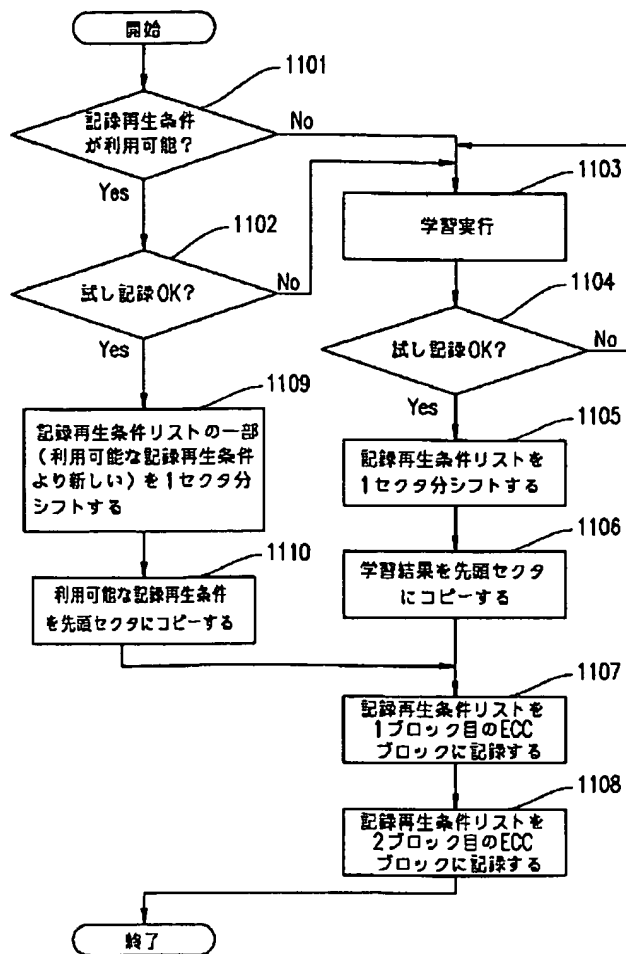 開始
1101
記録再生条件
が利用可能?
No
Yes
1102
試し記録OK?
No
Yes
1103
学習実行
1104
試し記録OK?
No
Yes
1109
記録再生条件リストの一部
(利用可能な記録再生条件
より新しい)を1セクタ分
シフトする
1105
記録再生条件リストを
1セクタ分シフトする
1110
利用可能な記録再生条件
を先頭セクタにコピーする
1106
学習結果を先頭セクタ
にコピーする
1107
記録再生条件リストを
1ブロック目のECC
ブロックに記録する
1108
記録再生条件リストを
2ブロック目のECC
ブロックに記録する
終了